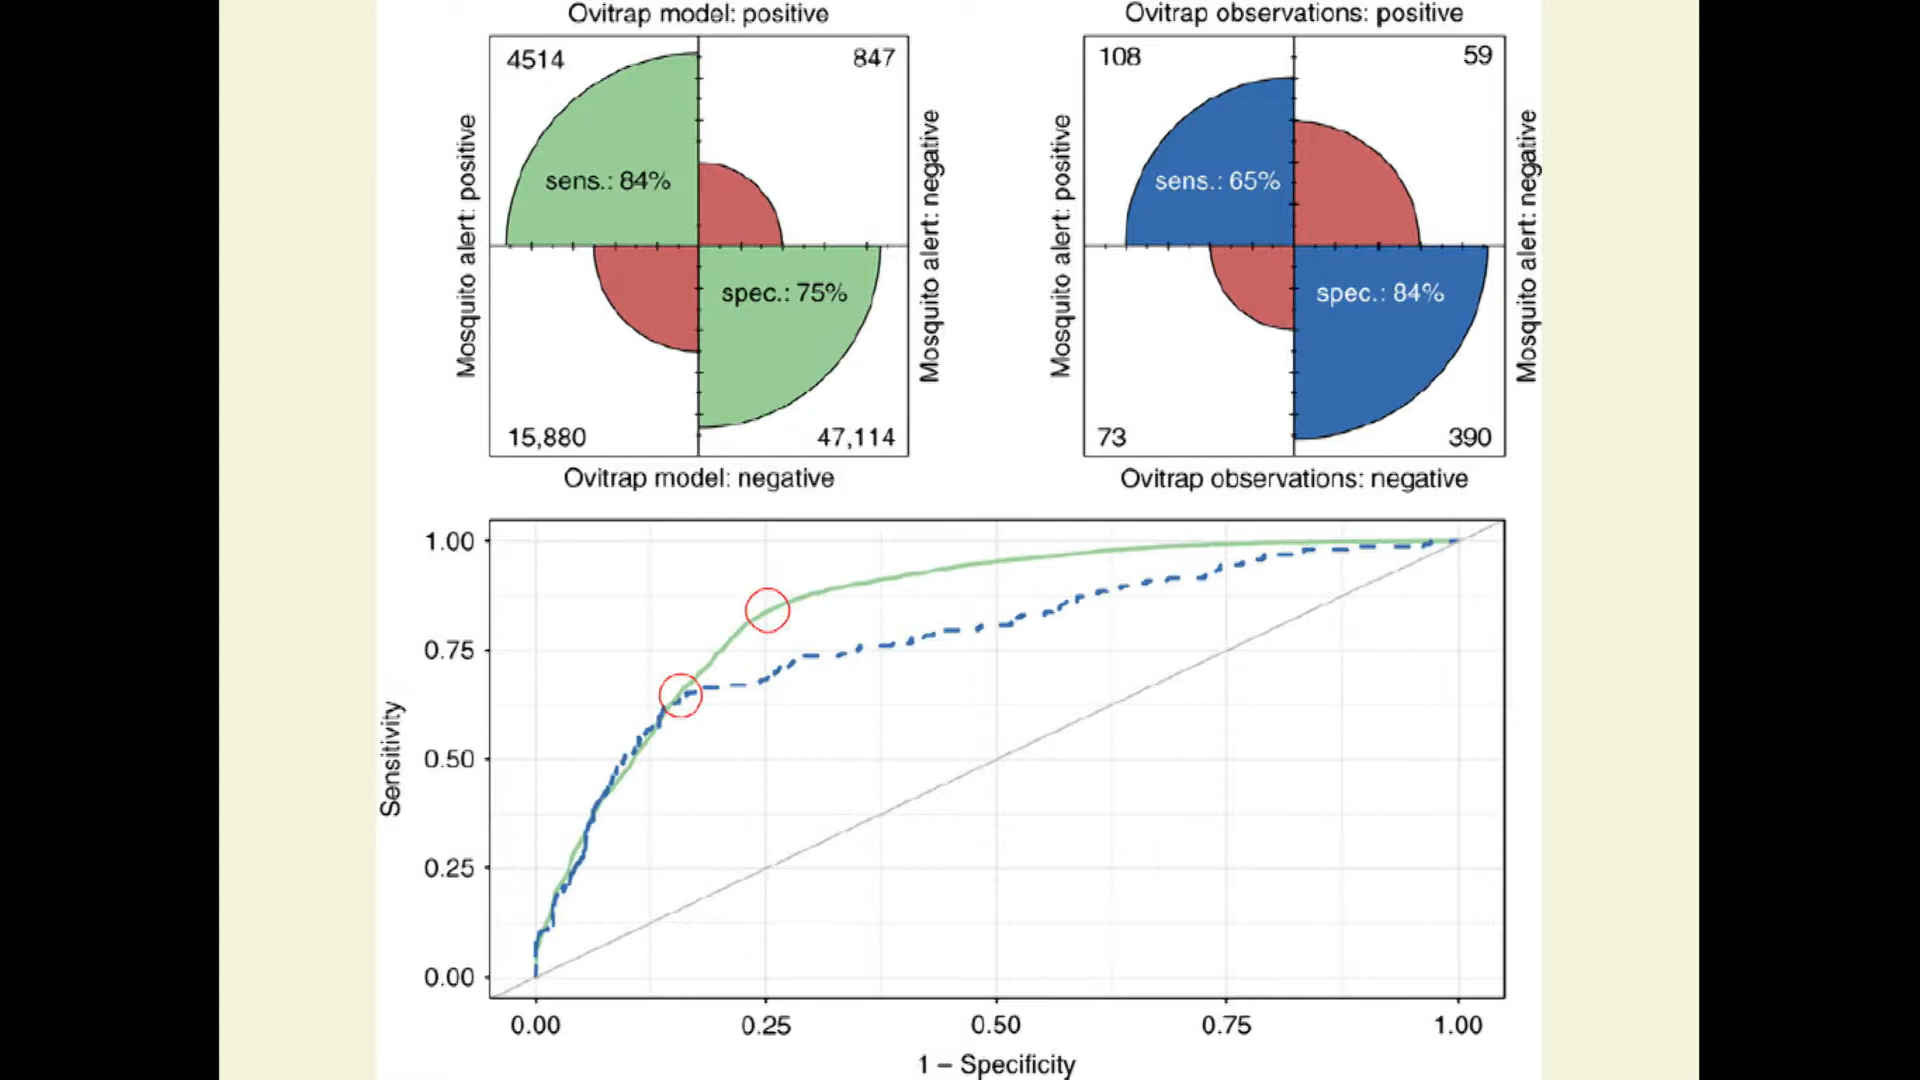 Ovitrap model: positive
4514
847
sens.: 84%
spec.: 75%
15,880
47,114
Mosquito alert: positive
Mosquito alert: negative
Ovitrap model: negative
Ovitrap observations: positive
108
59
sens.: 65%
spec.: 84%
73
390
Mosquito alert: positive
Mosquito alert: negative
Ovitrap observations: negative
1.00
0.75
0.50
0.25
0.00
Sensitivity
0.00
0.25
0.50
0.75
1.00
1 – Specificity